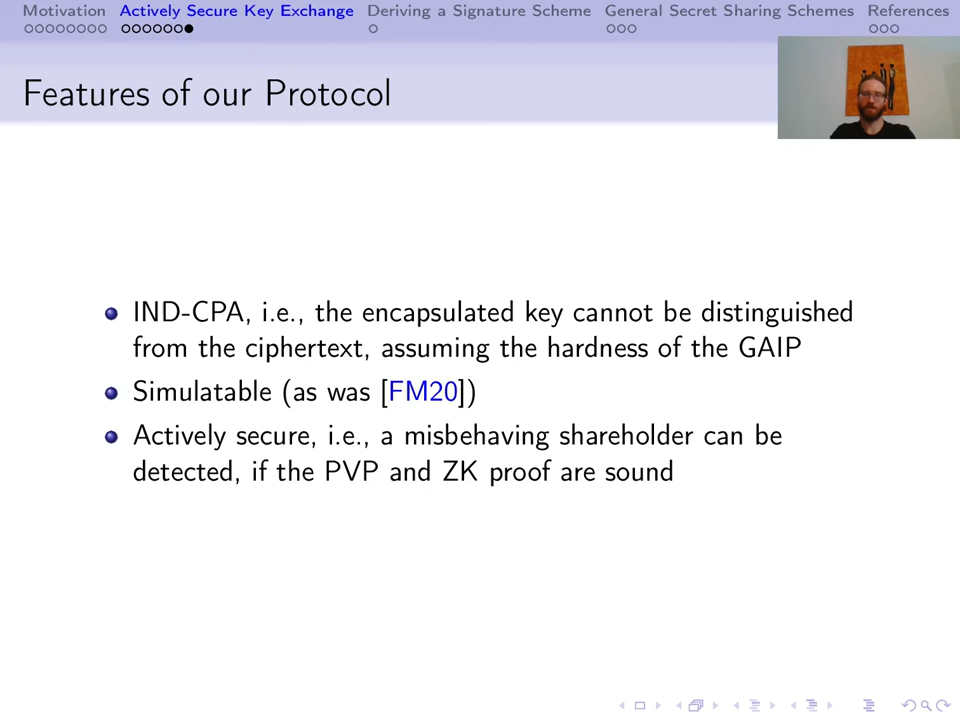 Motivation Actively Secure Key Exchange Deriving a Signature Scheme General Secret Sharing Schemes References
Features of our Protocol
IND-CPA, i.e., the encapsulated key cannot be distinguished
from the ciphertext, assuming the hardness of the GAIP
Simulatable (as was [FM20])
Actively secure, i.e., a misbehaving shareholder can be
detected, if the PVP and ZK proof are sound